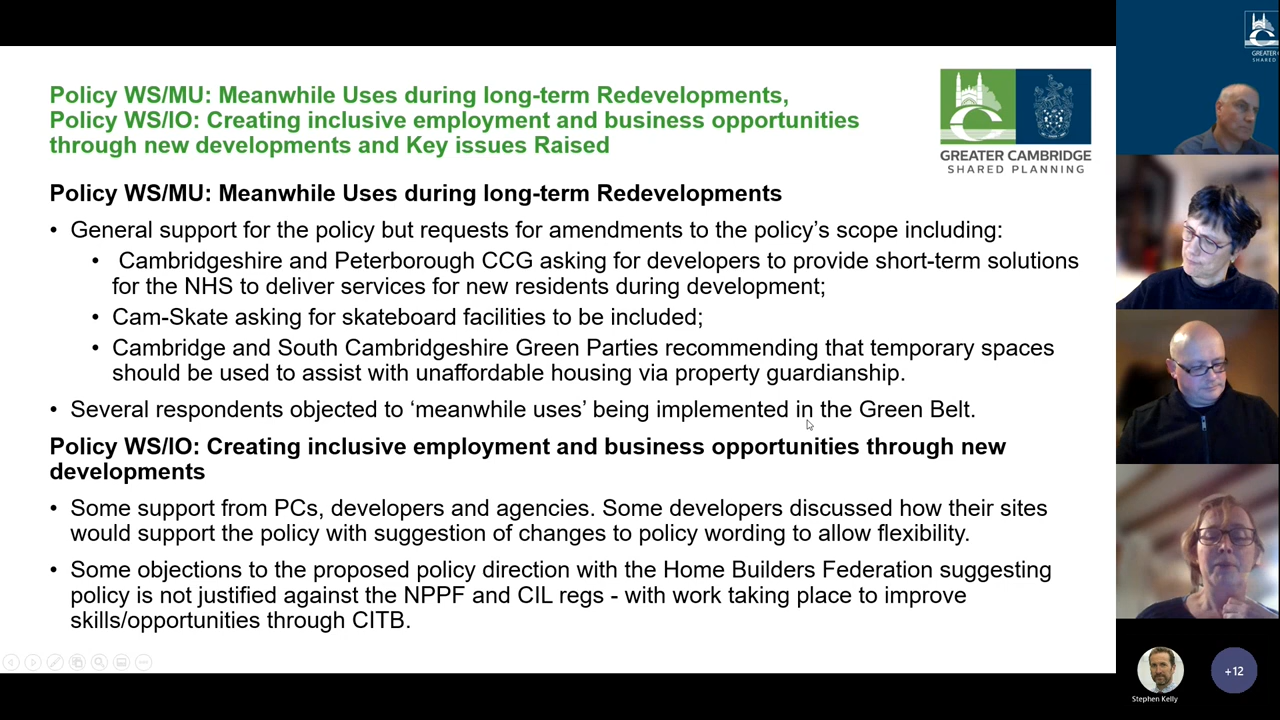 Policy WS/MU: Meanwhile Uses during long-term Redevelopments,
Policy WS/IO: Creating inclusive employment and business opportunities
through new developments and Key issues Raised
GREATER CAMBRIDGE
SHARED PLANNING
Policy WS/MU: Meanwhile Uses during long-term Redevelopments
• General support for the policy but requests for amendments to the policy’s scope including:
• Cambridgeshire and Peterborough CCG asking for developers to provide short-term solutions
for the NHS to deliver services for new residents during development;
• Cam-Skate asking for skateboard facilities to be included;
• Cambridge and South Cambridgeshire Green Parties recommending that temporary spaces
should be used to assist with unaffordable housing via property guardianship.
• Several respondents objected to ‘meanwhile uses’ being implemented in the Green Belt.
Policy WS/IO: Creating inclusive employment and business opportunities through new
developments
• Some support from PCs, developers and agencies. Some developers discussed how their sites
would support the policy with suggestion of changes to policy wording to allow flexibility.
• Some objections to the proposed policy direction with the Home Builders Federation suggesting
policy is not justified against the NPPF and CIL regs - with work taking place to improve
skills/opportunities through CITB.
GREATER
SHARED
Stephen Kelly
+12